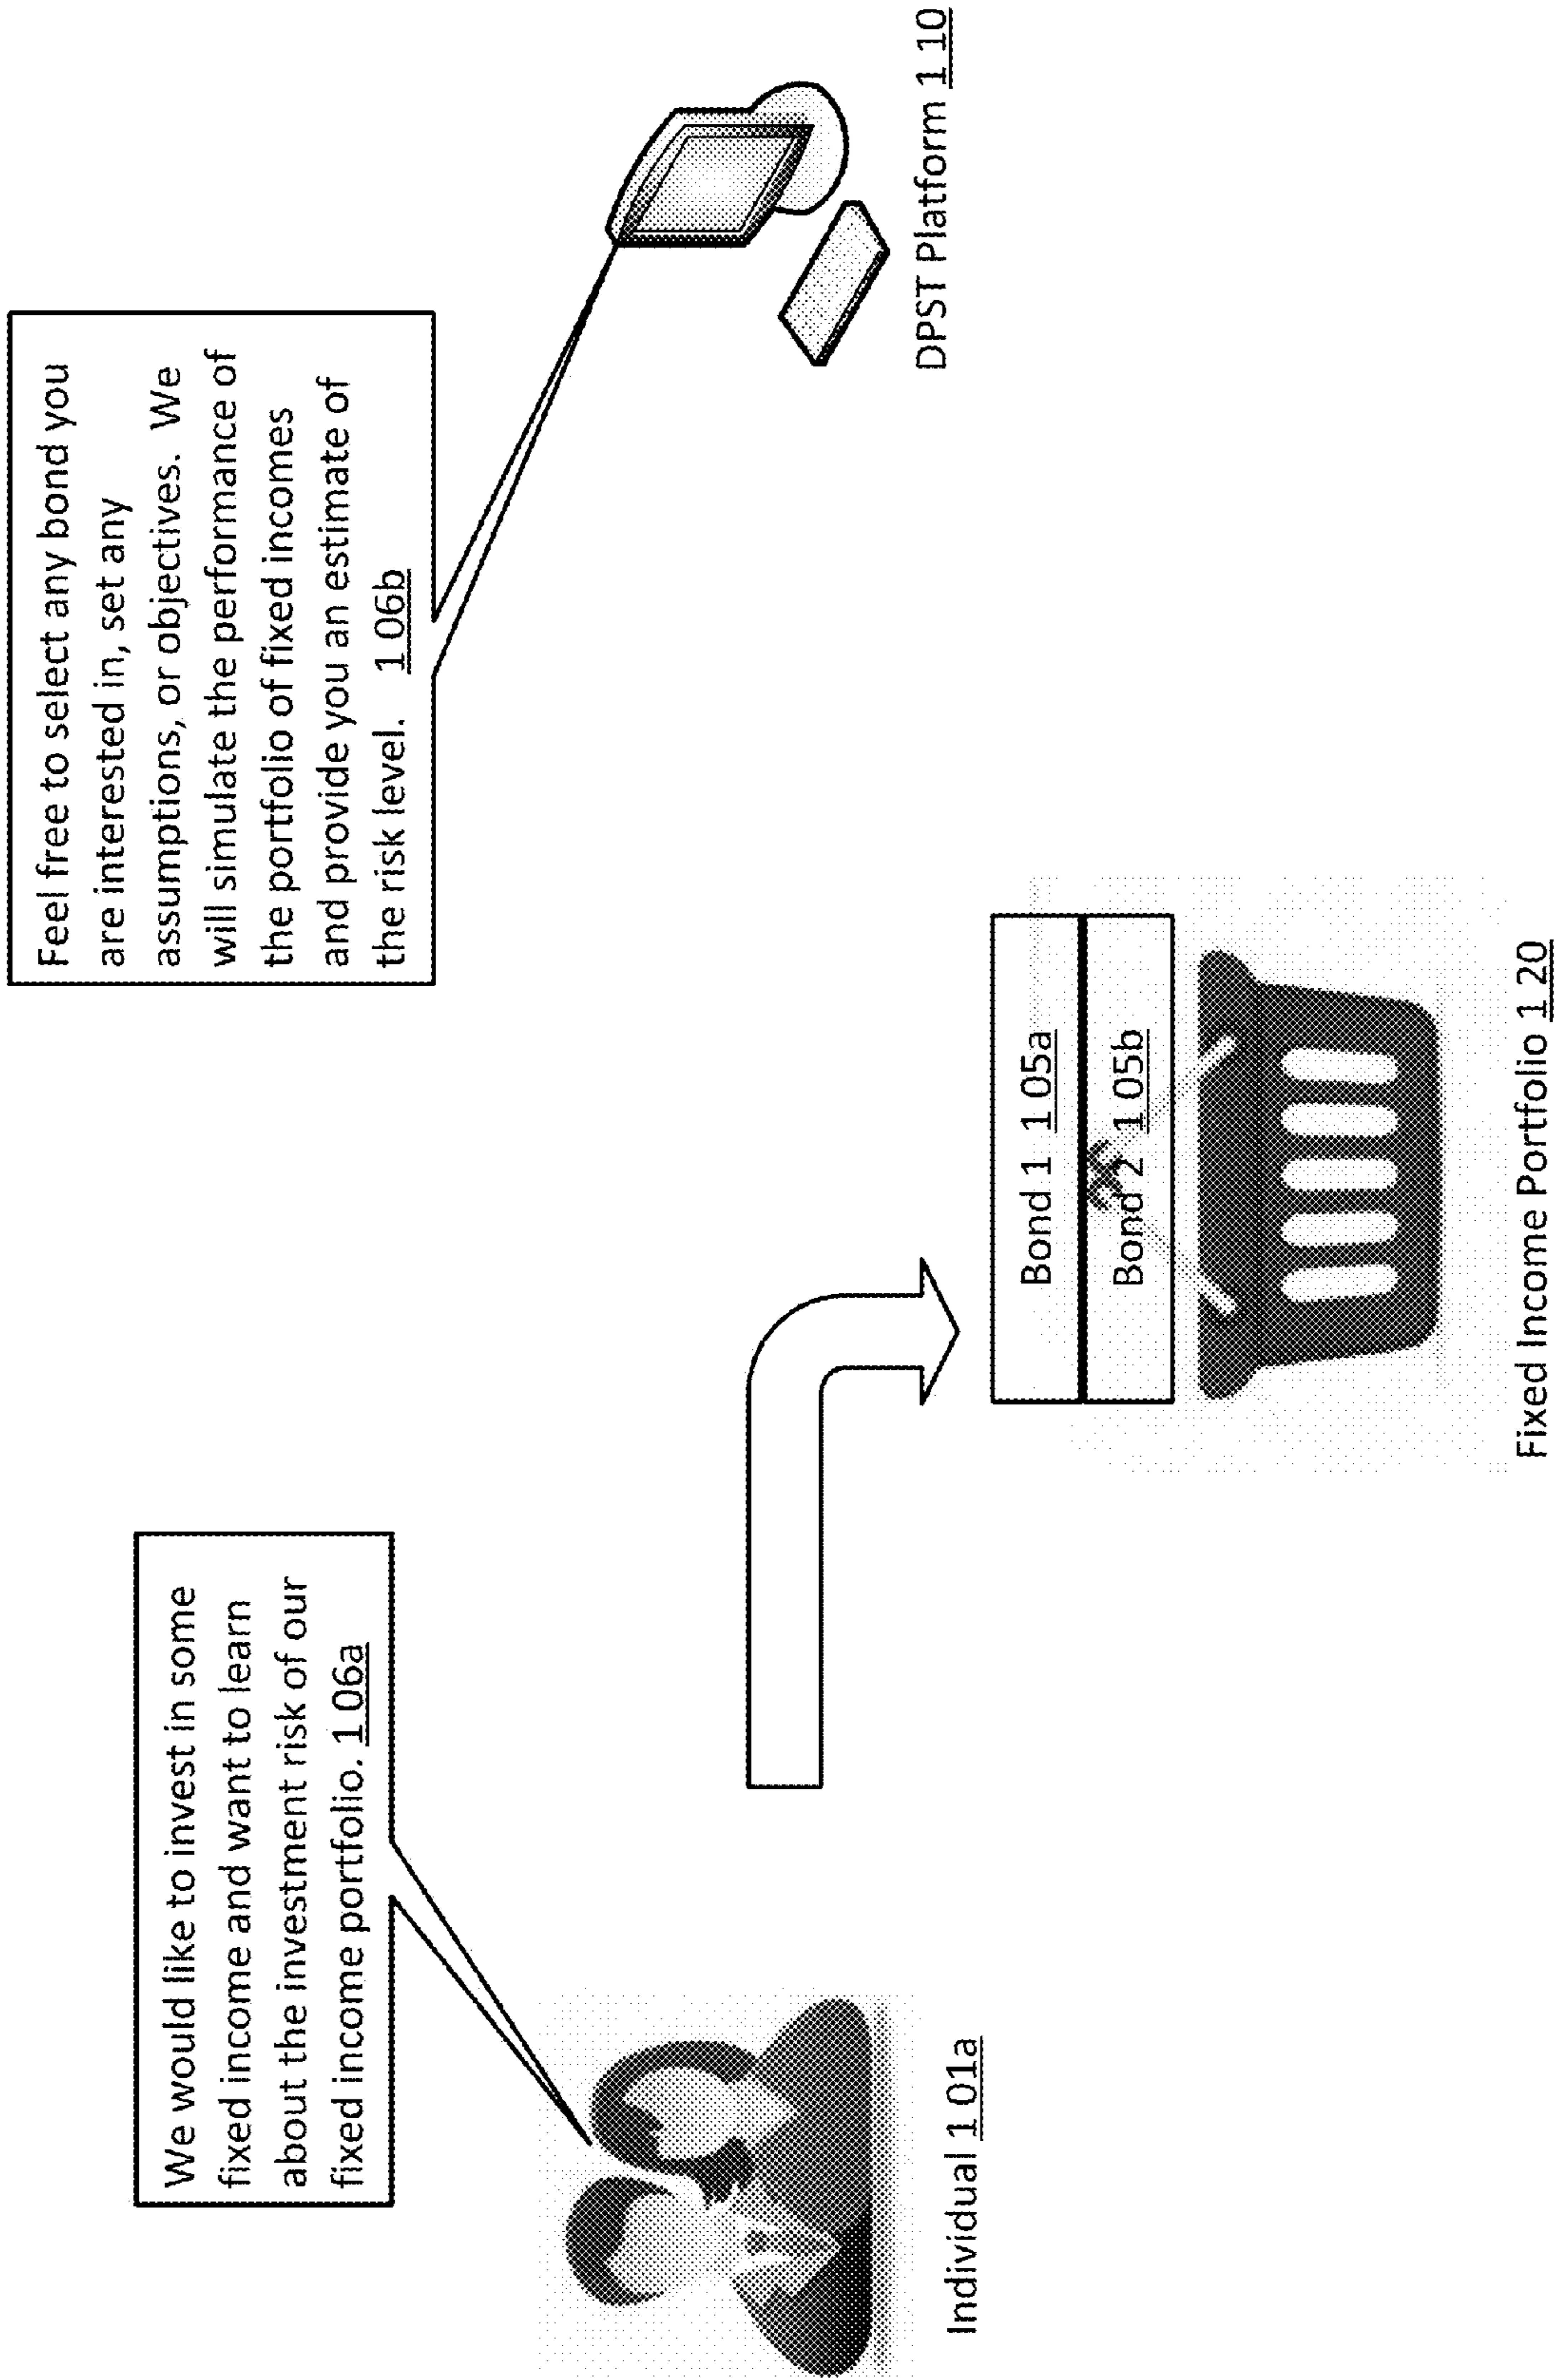 We would like to invest in some
fixed income and want to learn
about the investment risk of our
fixed income portfolio. 106a
Individual 101a
Feel free to select any bond you
are interested in, set any
assumptions, or objectives. We
will simulate the performance of
the portfolio of fixed incomes
and provide you an estimate of
the risk level. 106b
DPST Platform 110
Bond 1 105a
Bond 2 105b
Fixed Income Portfolio 120